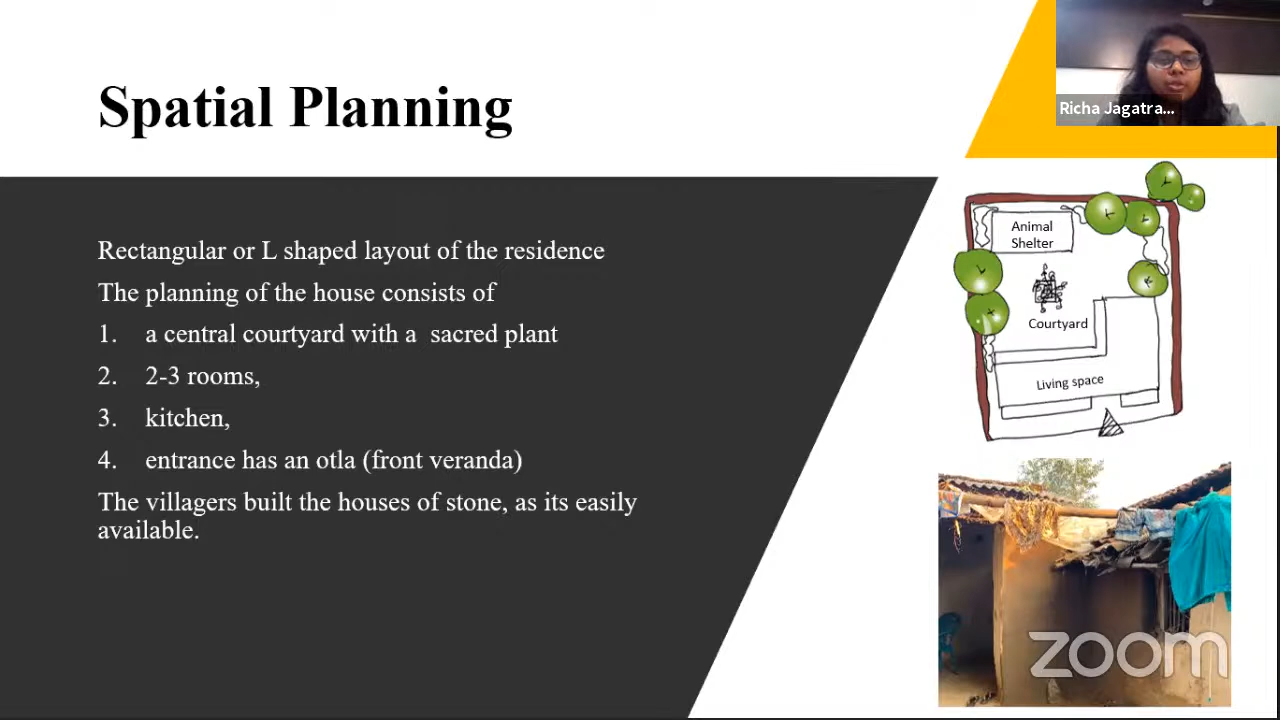 Spatial Planning
Richa Jagatra...
Rectangular or L shaped layout of the residence
The planning of the house consists of
1. a central courtyard with a sacred plant
2. 2-3 rooms,
3. kitchen,
4. entrance has an otla (front veranda)
The villagers built the houses of stone, as its easily
available.
Animal
Shelter
Courtyard
Living space
zoom